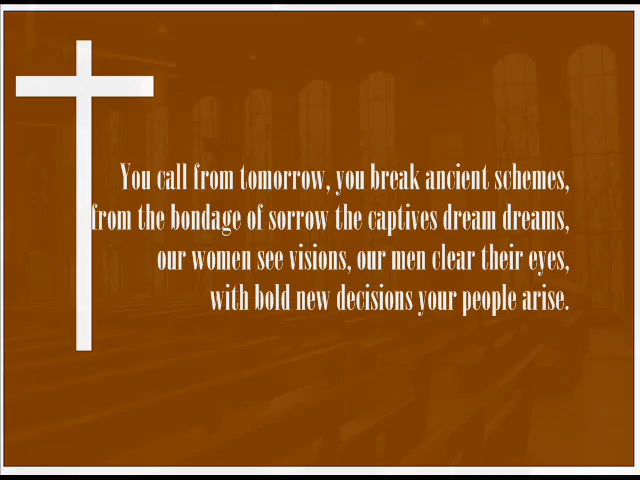 You call from tomorrow, you break ancient schemes,
from the bondage of sorrow the captives dream dreams,
our women see visions, our men clear their eyes,
with bold new decisions your people arise.